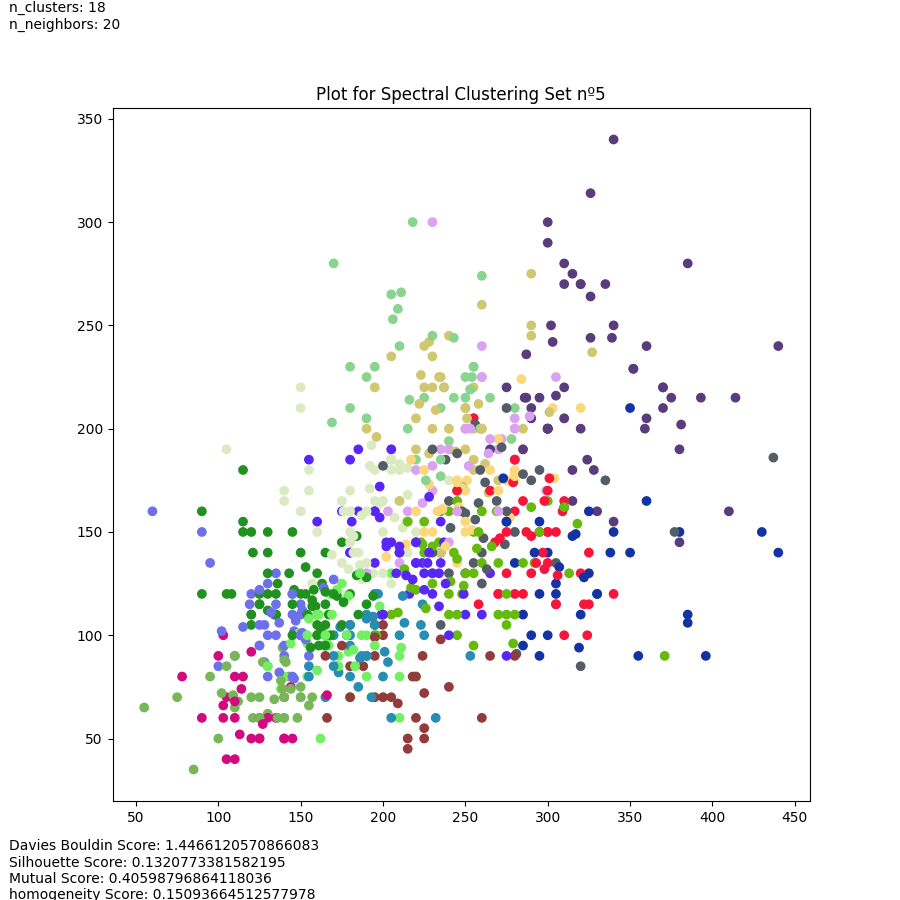 n_clusters: 18
n_neighbors: 20
Plot for Spectral Clustering Set nº5
350
300
250
200
150
100
50
50 100 150 200 250 300 350 400 450
Davies Bouldin Score: 1.4466120570866083
Silhouette Score: 0.1320773381582195
Mutual Score: 0.40598796864118036
homogeneity Score: 0.15093664512577978